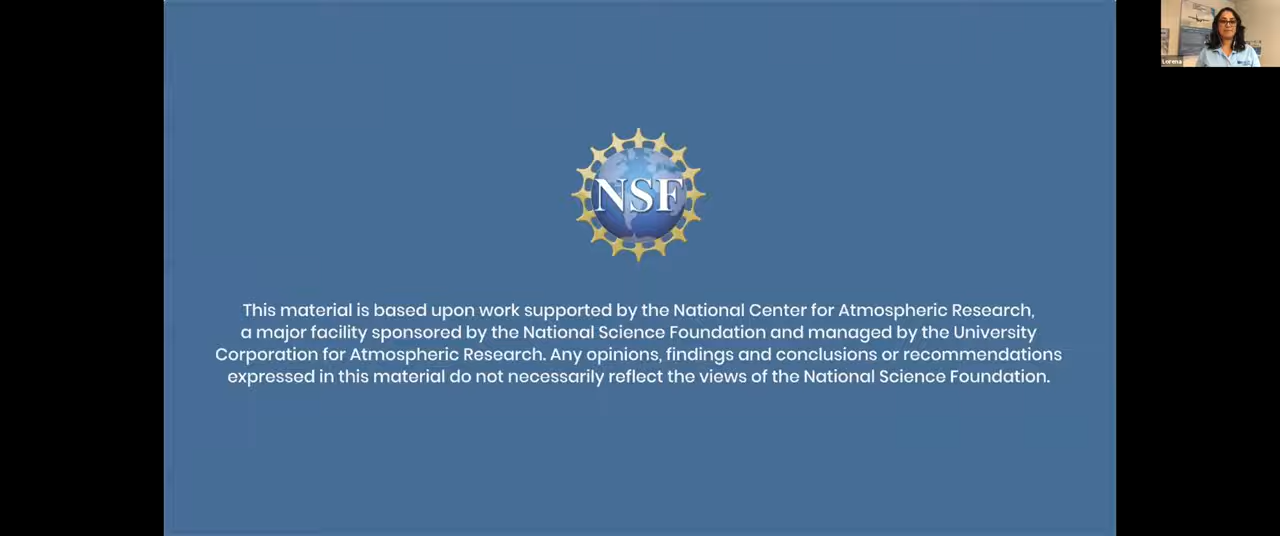 Lorena
NSF
This material is based upon work supported by the National Center for Atmospheric Research,
a major facility sponsored by the National Science Foundation and managed by the University
Corporation for Atmospheric Research. Any opinions, findings and conclusions or recommendations
expressed in this material do not necessarily reflect the views of the National Science Foundation.